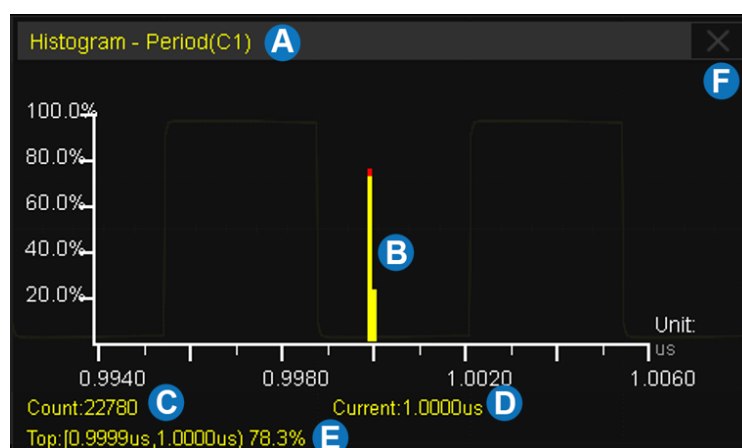 Histogram - Period(C1) A
F
100.0%
80.0%
60.0%
40.0%
20.0%
B
Unit:
us
0.9940 0.9980 1.0020 1.0060
Count:22780 C Current:1.0000us D
Top:[0.9999us,1.0000us) 78.3% E